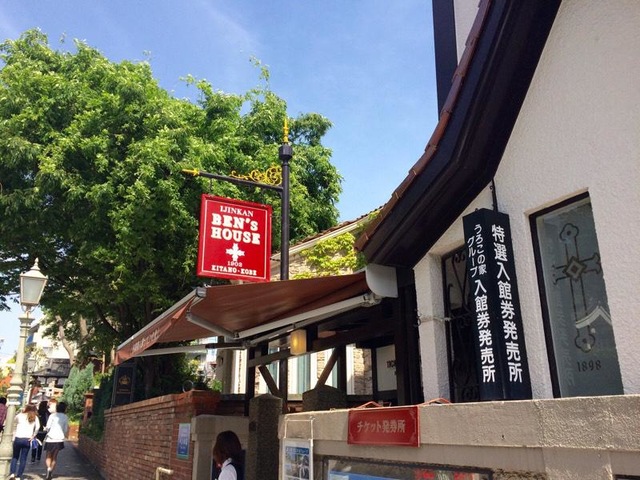 IJINKAN
BEN'S
HOUSE
KITANO-KOBE
特選入館券発売所
うろこの家
グループ 入館券発売所
1898
チケット発券所